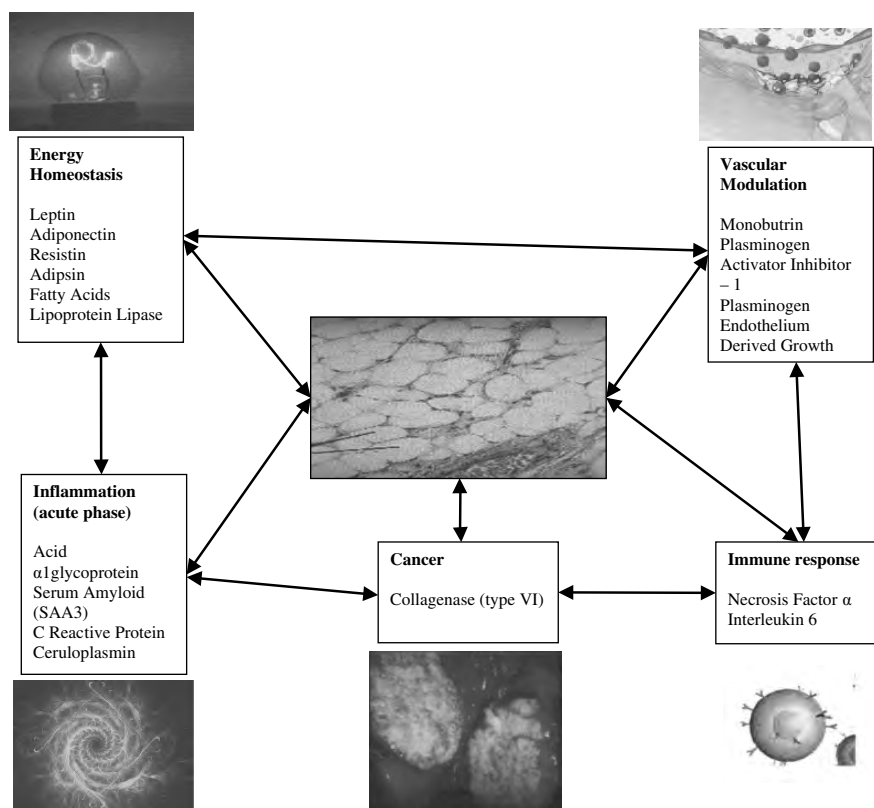 Energy
Homeostasis
Leptin
Adiponectin
Resistin
Adipsin
Fatty Acids
Lipoprotein Lipase
Vascular
Modulation
Monobutrin
Plasminogen
Activator Inhibitor
– 1
Plasminogen
Endothelium
Derived Growth
Inflammation
(acute phase)
Acid
α1glycoprotein
Serum Amyloid
(SAA3)
C Reactive Protein
Ceruloplasmin
Cancer
Collagenase (type VI)
Immune response
Necrosis Factor α
Interleukin 6